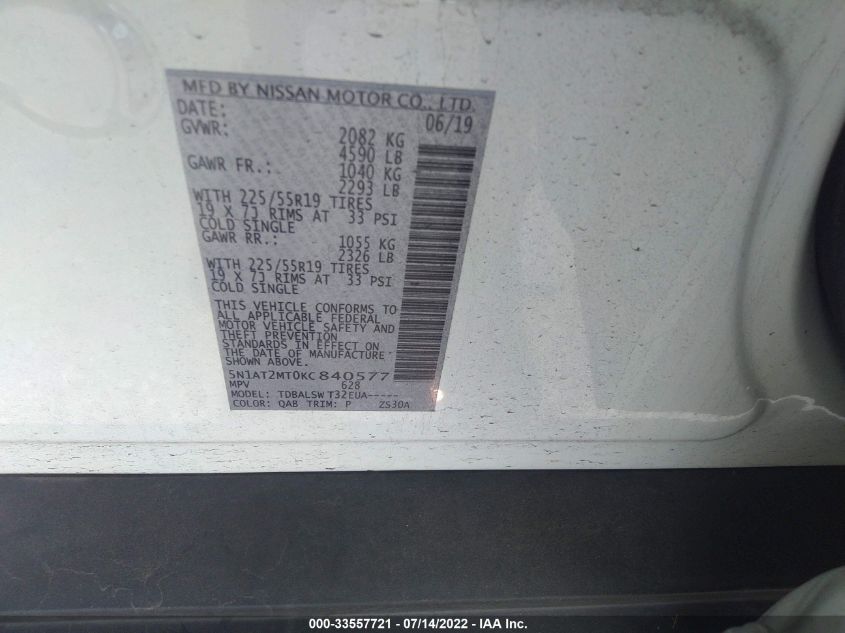 MFD BY NISSAN MOTOR CO., LTD.
DATE: 06/19
GVWR: 2082 KG
4590 LB
GAWR FR.: 1040 KG
2293 LB
WITH 225/55R19 TIRES
19 X 7J RIMS AT 33 PSI
COLD SINGLE
GAWR RR.: 1055 KG
2326 LB
WITH 225/55R19 TIRES
19 X 7J RIMS AT 33 PSI
COLD SINGLE
THIS VEHICLE CONFORMS TO
ALL APPLICABLE FEDERAL
MOTOR VEHICLE SAFETY AND
THEFT PREVENTION
STANDARDS IN EFFECT ON
THE DATE OF MANUFACTURE
SHOWN ABOVE.
5N1AT2MT0KC840577
MPV 628
MODEL: TDBALSW T32EUA-----
COLOR: QAB TRIM: P ZS30A
000-33557721 - 07/14/2022 - IAA Inc.